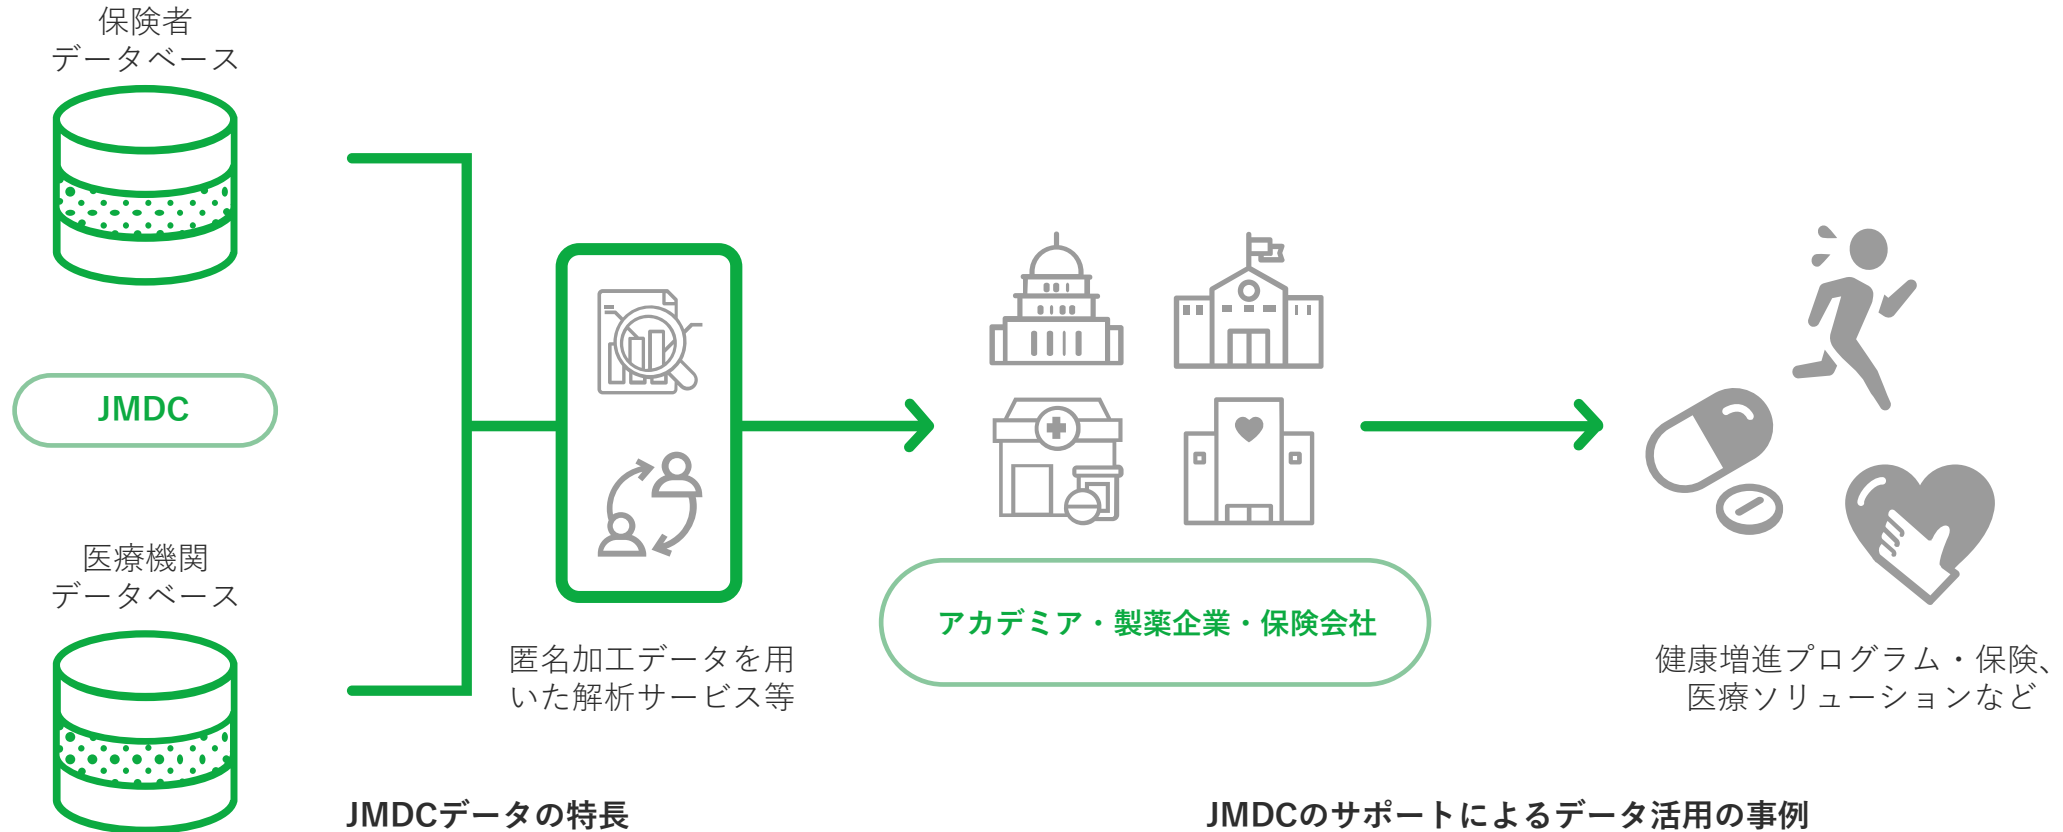 保険者
データベース
JMDC
医療機関
データベース
匿名加工データを用
いた解析サービス等
アカデミア・製薬企業・保険会社
健康増進プログラム・保険、
医療ソリューションなど
JMDCデータの特長
JMDCのサポートによるデータ活用の事例